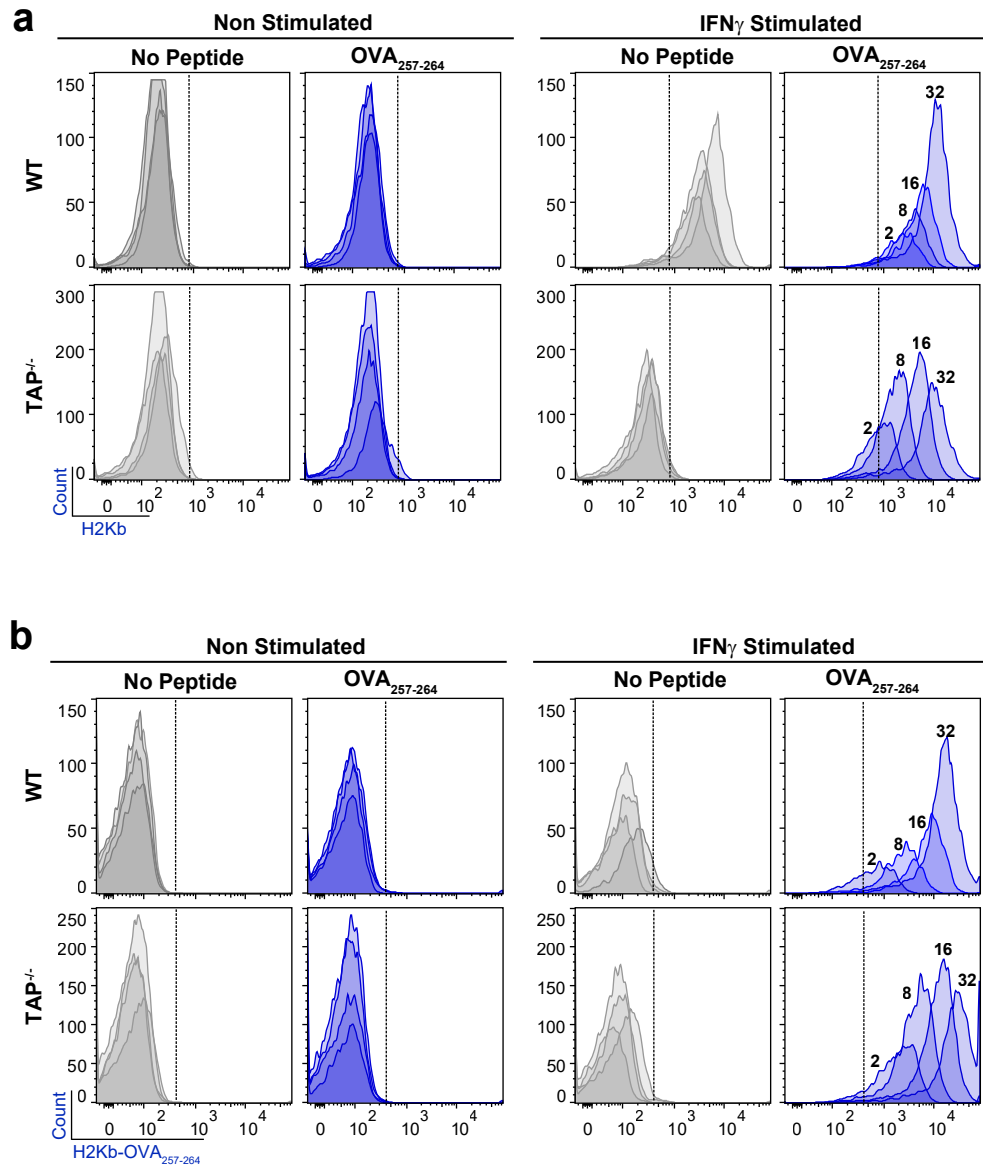 a
Non Stimulated
IFNγ Stimulated
No Peptide
OVA257-264
No Peptide
OVA257-264
WT
150
100
50
0
150
100
50
0
2
8
16
32
TAP-/-
300
200
100
0
300
200
100
0
2
8
16
32
0 10² 10³ 10⁴
0 10² 10³ 10⁴
0 10² 10³ 10⁴
0 10² 10³ 10⁴
Count
H2Kb
b
Non Stimulated
IFNγ Stimulated
No Peptide
OVA257-264
No Peptide
OVA257-264
WT
150
100
50
0
150
100
50
0
2
8
16
32
TAP-/-
250
200
150
100
50
0
250
200
150
100
50
0
2
8
16
32
0 10² 10³ 10⁴
0 10² 10³ 10⁴
0 10² 10³ 10⁴
0 10² 10³ 10⁴
Count
H2Kb-OVA257-264